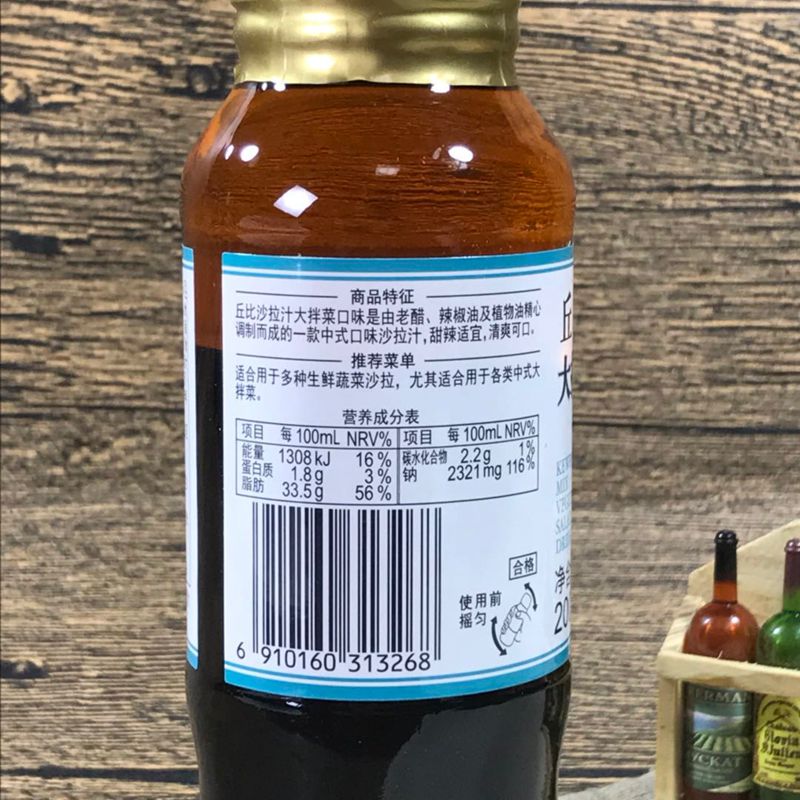 商品特征
丘比沙拉汁大拌菜口味是由老醋、辣椒油及植物油精心
调制而成的一款中式口味沙拉汁,甜辣适宜,清爽可口。
推荐菜单
适合用于多种生鲜蔬菜沙拉，尤其适合用于各类中式大
拌菜。
营养成分表
项目 每100mL NRV% 项目 每100mL NRV%
能量 1308kJ 16% 碳水化合物 2.2g 1%
蛋白质 1.8g 3% 钠 2321mg 116%
脂肪 33.5g 56%
合格
使用前
摇匀
6 910160 313268
丘
大
净
20